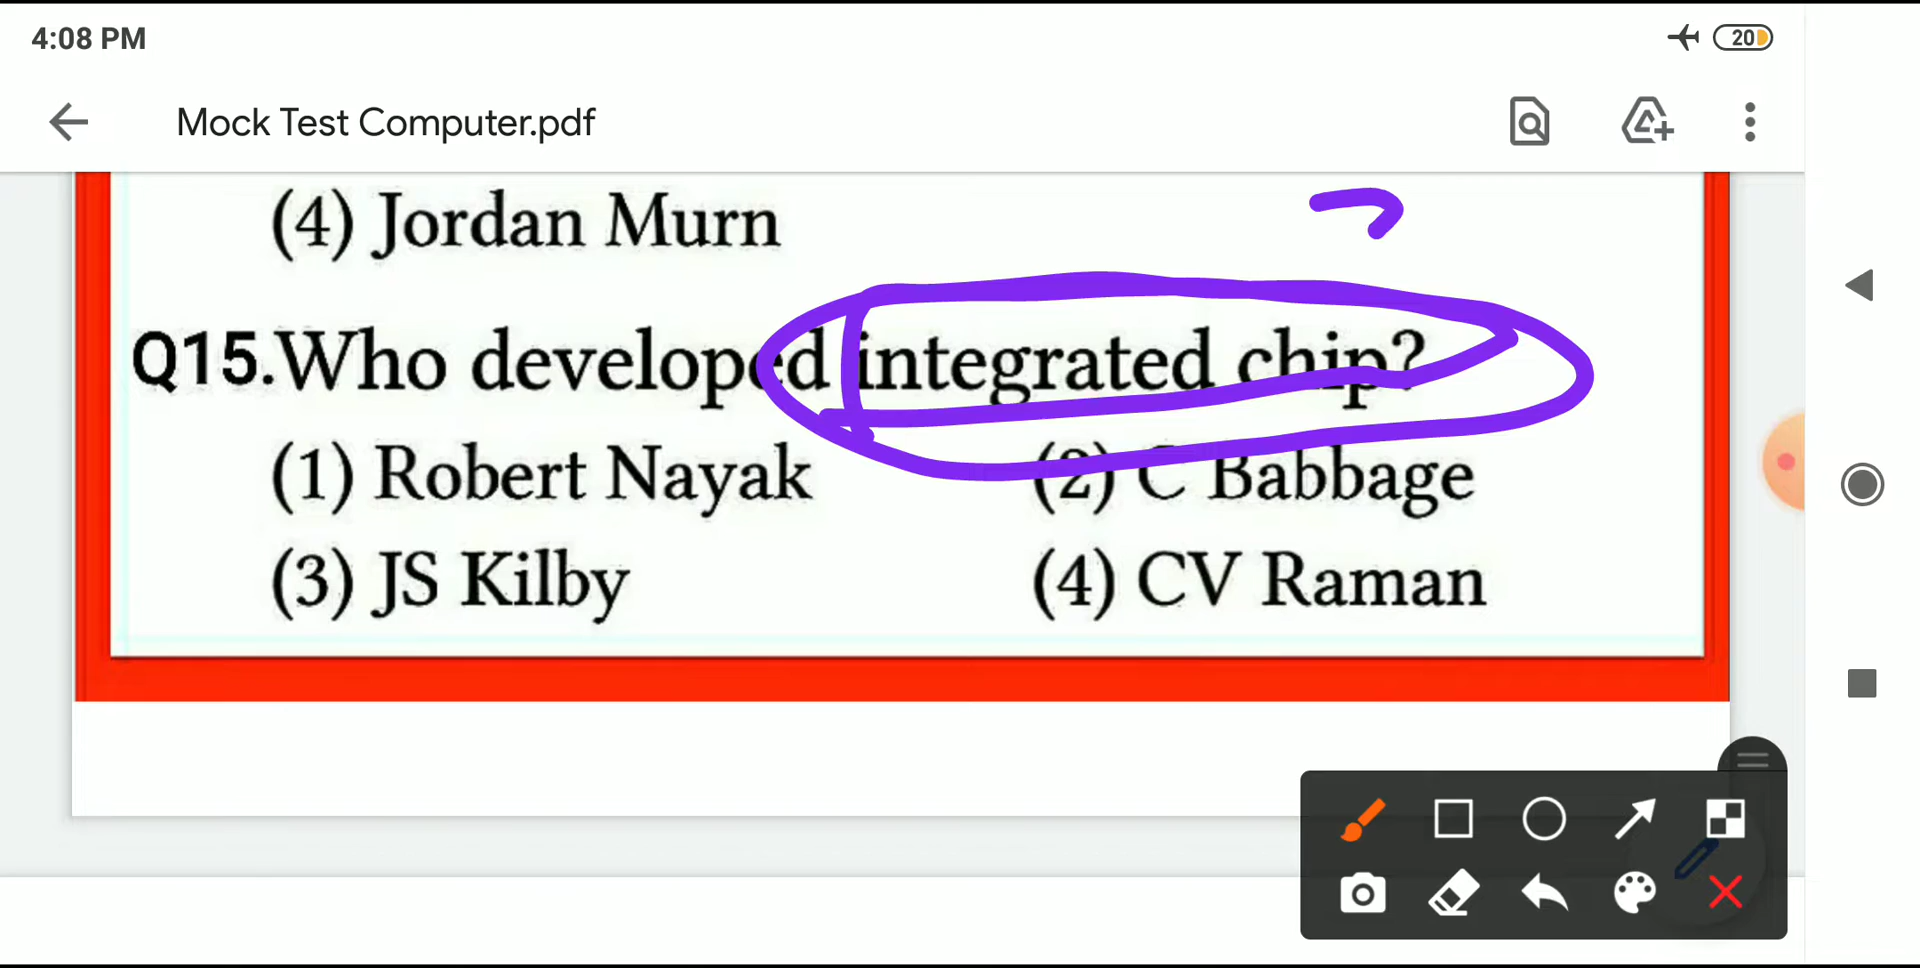 4:08 PM
20
Mock Test Computer.pdf
(4) Jordan Murn
Q15.Who developed integrated chip?
(1) Robert Nayak (2) C Babbage
(3) JS Kilby (4) CV Raman